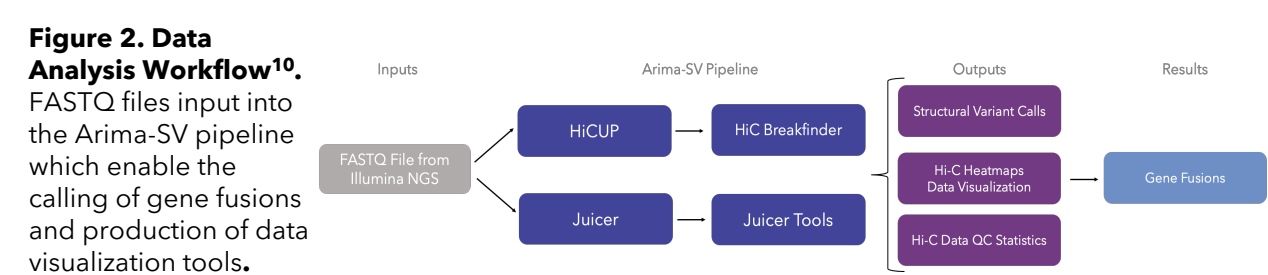 Figure 2. Data
Analysis Workflow¹⁰.
FASTQ files input into
the Arima-SV pipeline
which enable the
calling of gene fusions
and production of data
visualization tools.
Inputs
Arima-SV Pipeline
Outputs
Results
FASTQ File from
Illumina NGS
HiCUP
HiC Breakfinder
Juicer
Juicer Tools
Structural Variant Calls
Hi-C Heatmaps
Data Visualization
Hi-C Data QC Statistics
Gene Fusions